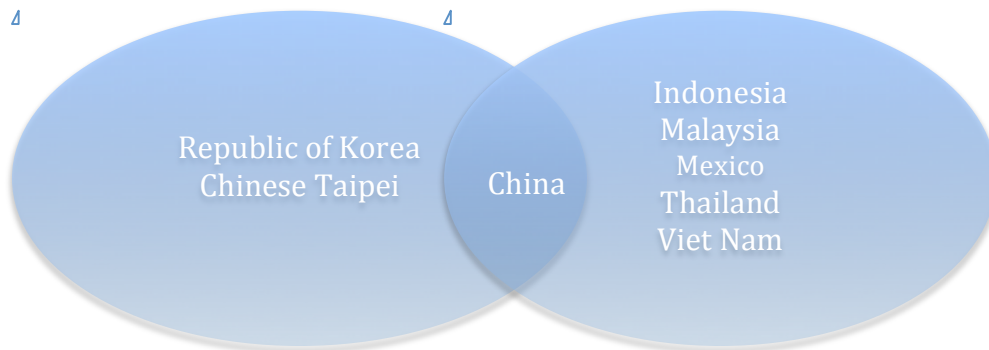 Republic of Korea
Chinese Taipei
China
Indonesia
Malaysia
Mexico
Thailand
Viet Nam